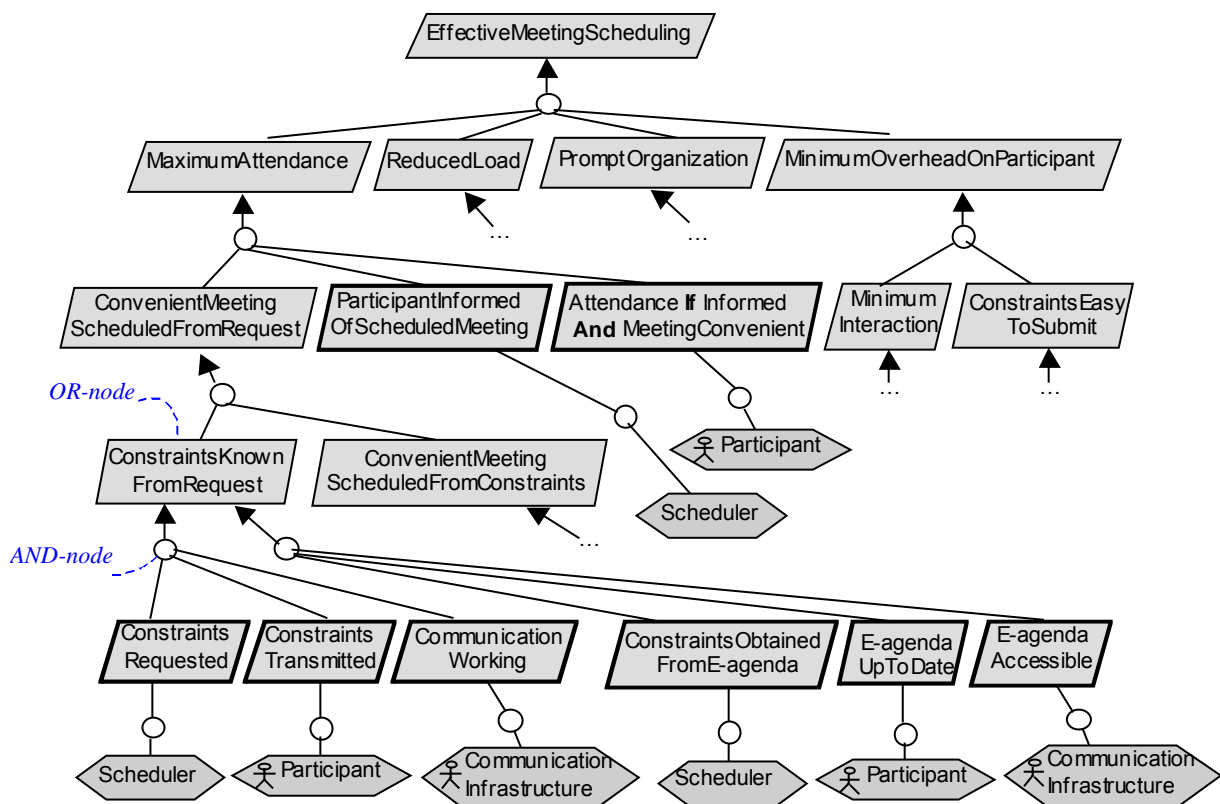 EffectiveMeetingScheduling
MaximumAttendance
ReducedLoad
PromptOrganization
MinimumOverheadOnParticipant
...
...
ConvenientMeeting
ScheduledFromRequest
ParticipantInformed
OfScheduledMeeting
Attendance If Informed
And MeetingConvenient
Minimum
Interaction
ConstraintsEasy
ToSubmit
...
...
OR-node
ConstraintsKnown
FromRequest
ConvenientMeeting
ScheduledFromConstraints
Participant
Scheduler
...
AND-node
Constraints
Requested
Constraints
Transmitted
Communication
Working
ConstraintsObtained
FromE-agenda
E-agenda
UpToDate
E-agenda
Accessible
Scheduler
Participant
Communication
Infrastructure
Scheduler
Participant
Communication
Infrastructure